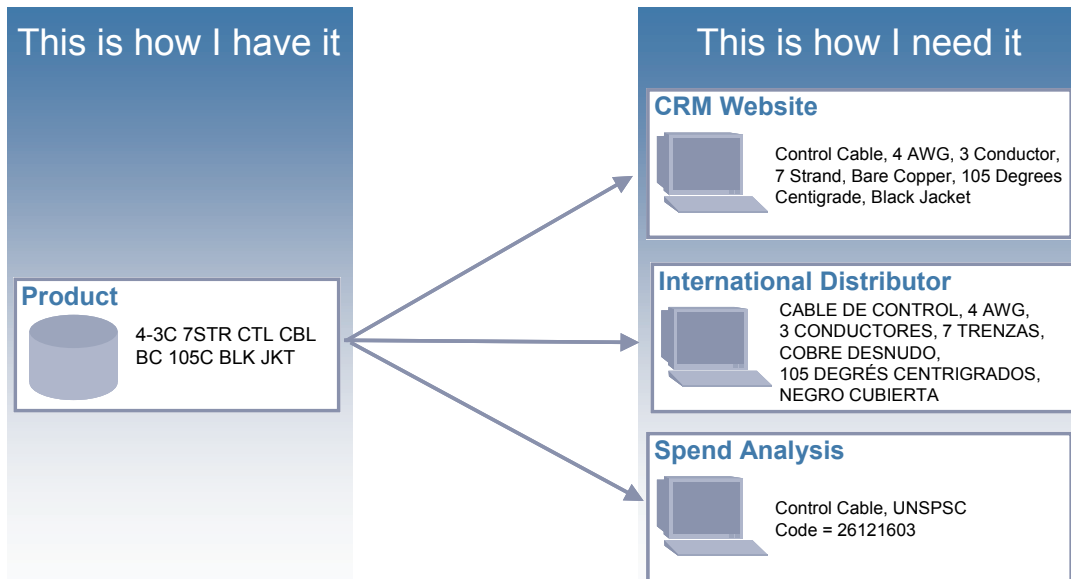 This is how I have it
Product
4-3C 7STR CTL CBL
BC 105C BLK JKT
This is how I need it
CRM Website
Control Cable, 4 AWG, 3 Conductor,
7 Strand, Bare Copper, 105 Degrees
Centigrade, Black Jacket
International Distributor
CABLE DE CONTROL, 4 AWG,
3 CONDUCTORES, 7 TRENZAS,
COBRE DESNUDO,
105 DEGRÉS CENTRIGRADOS,
NEGRO CUBIERTA
Spend Analysis
Control Cable, UNSPSC
Code = 26121603